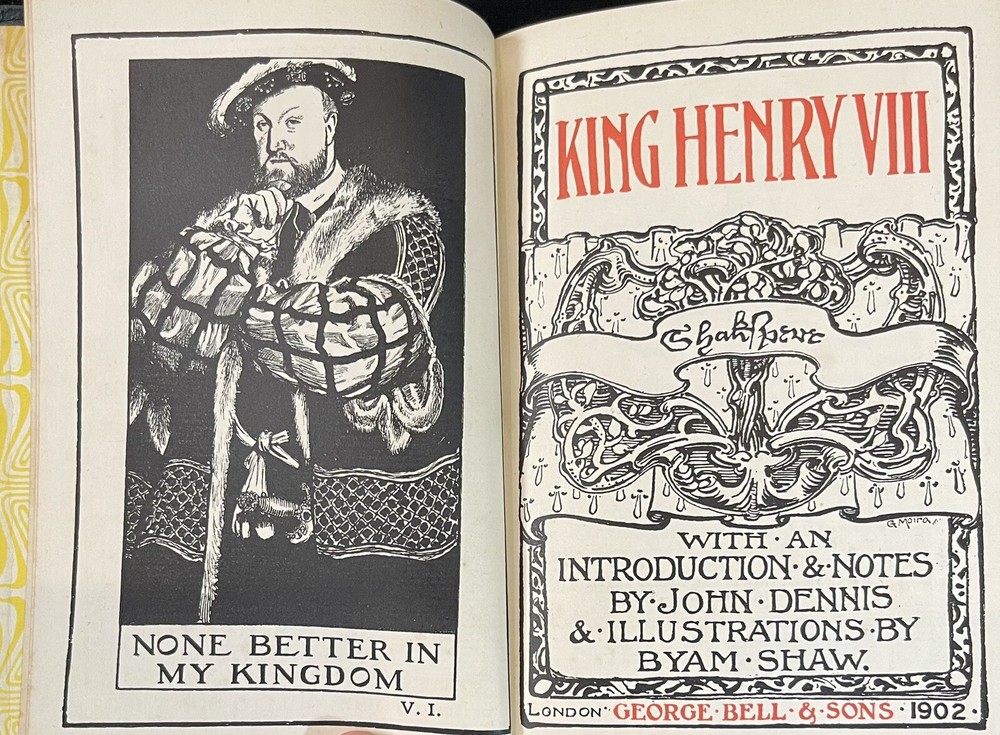 NONE BETTER IN
MY KINGDOM
V. I.
KING HENRY VIII
Shakspere
G Moira
WITH · AN
INTRODUCTION · & · NOTES
BY · JOHN · DENNIS
& · ILLUSTRATIONS · BY
BYAM · SHAW.
LONDON · GEORGE · BELL · & · SONS · 1902 ·